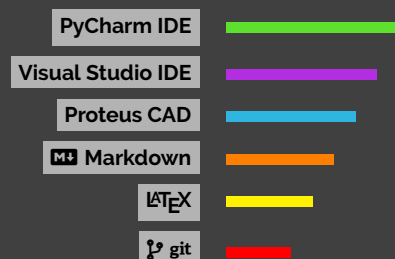 PyCharm IDE
Visual Studio IDE
Proteus CAD
M Markdown
LATEX
git